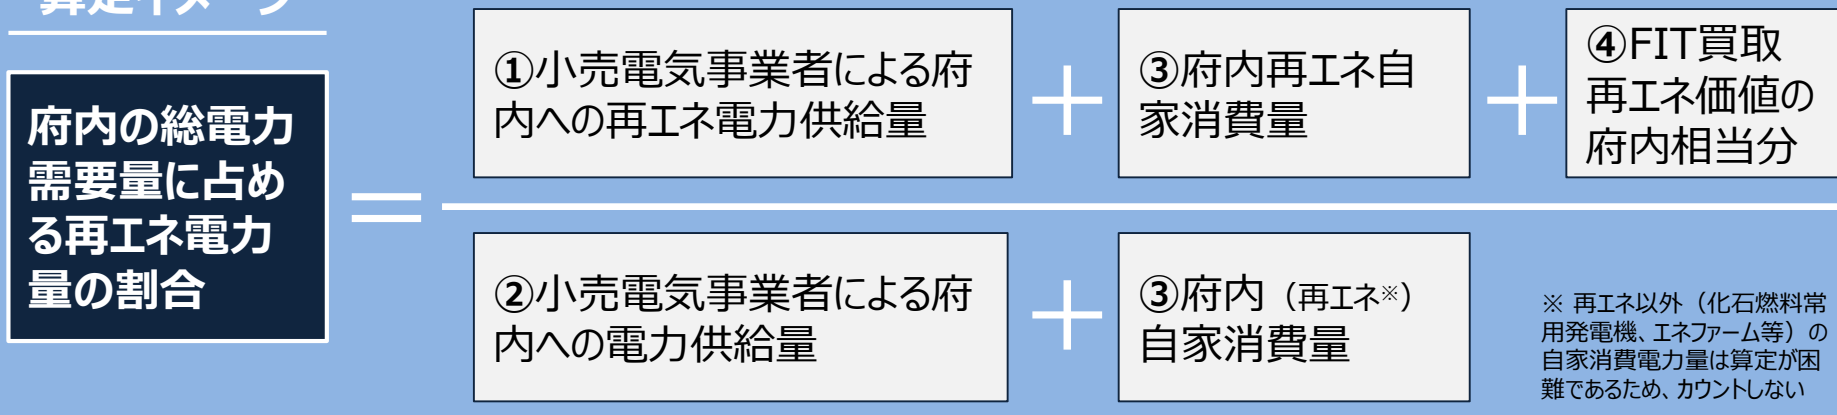 算定イメージ
府内の総電力
需要量に占め
る再エネ電力
量の割合
＝
①小売電気事業者による府
内への再エネ電力供給量
＋
③府内再エネ自
家消費量
＋
④FIT買取
再エネ価値の
府内相当分
②小売電気事業者による府
内への電力供給量
＋
③府内（再エネ※）
自家消費量
※ 再エネ以外（化石燃料常
用発電機、エネファーム等）の
自家消費電力量は算定が困
難であるため、カウントしない